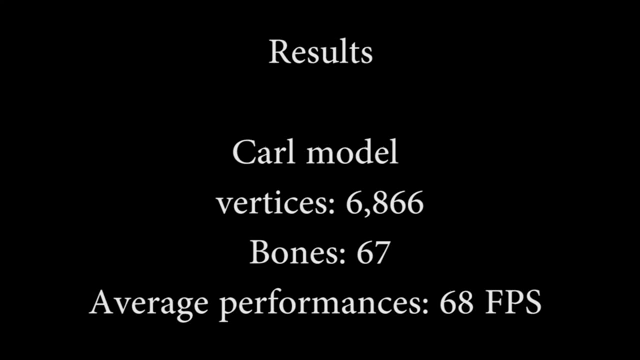 Results
Carl model
vertices: 6,866
Bones: 67
Average performances: 68 FPS